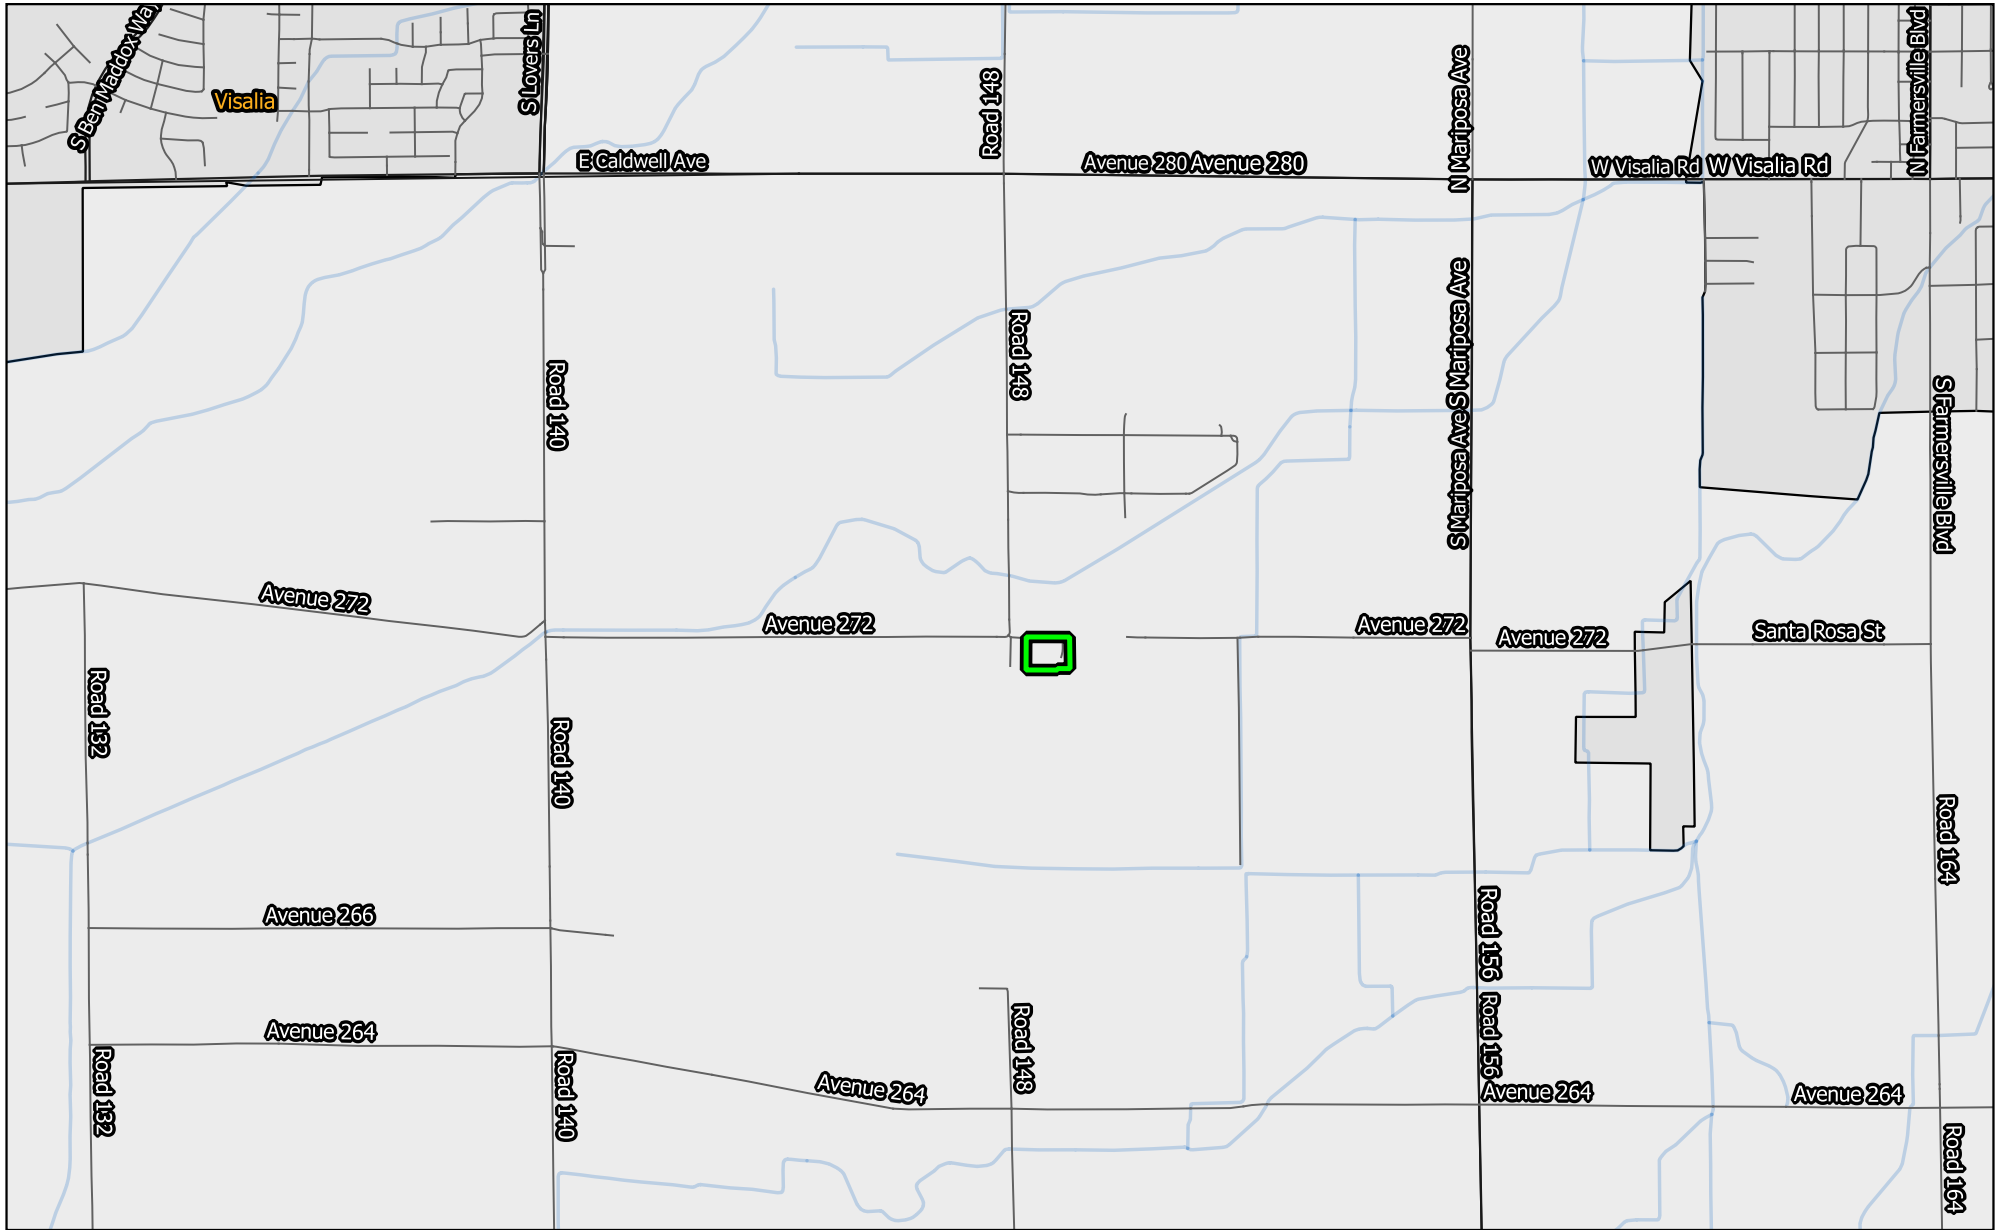 S Ben Maddox Way
Visalia
S Lovers Ln
Road 148
N Mariposa Ave
N Farmersville Blvd
E Caldwell Ave
Avenue 280
Avenue 280
W Visalia Rd
W Visalia Rd
Road 140
Road 148
S Mariposa Ave
S Mariposa Ave
S Farmersville Blvd
Avenue 272
Avenue 272
Avenue 272
Avenue 272
Santa Rosa St
Road 132
Road 140
Road 164
Avenue 266
Road 156
Avenue 264
Road 132
Road 140
Avenue 264
Road 148
Road 156
Avenue 264
Avenue 264
Road 164